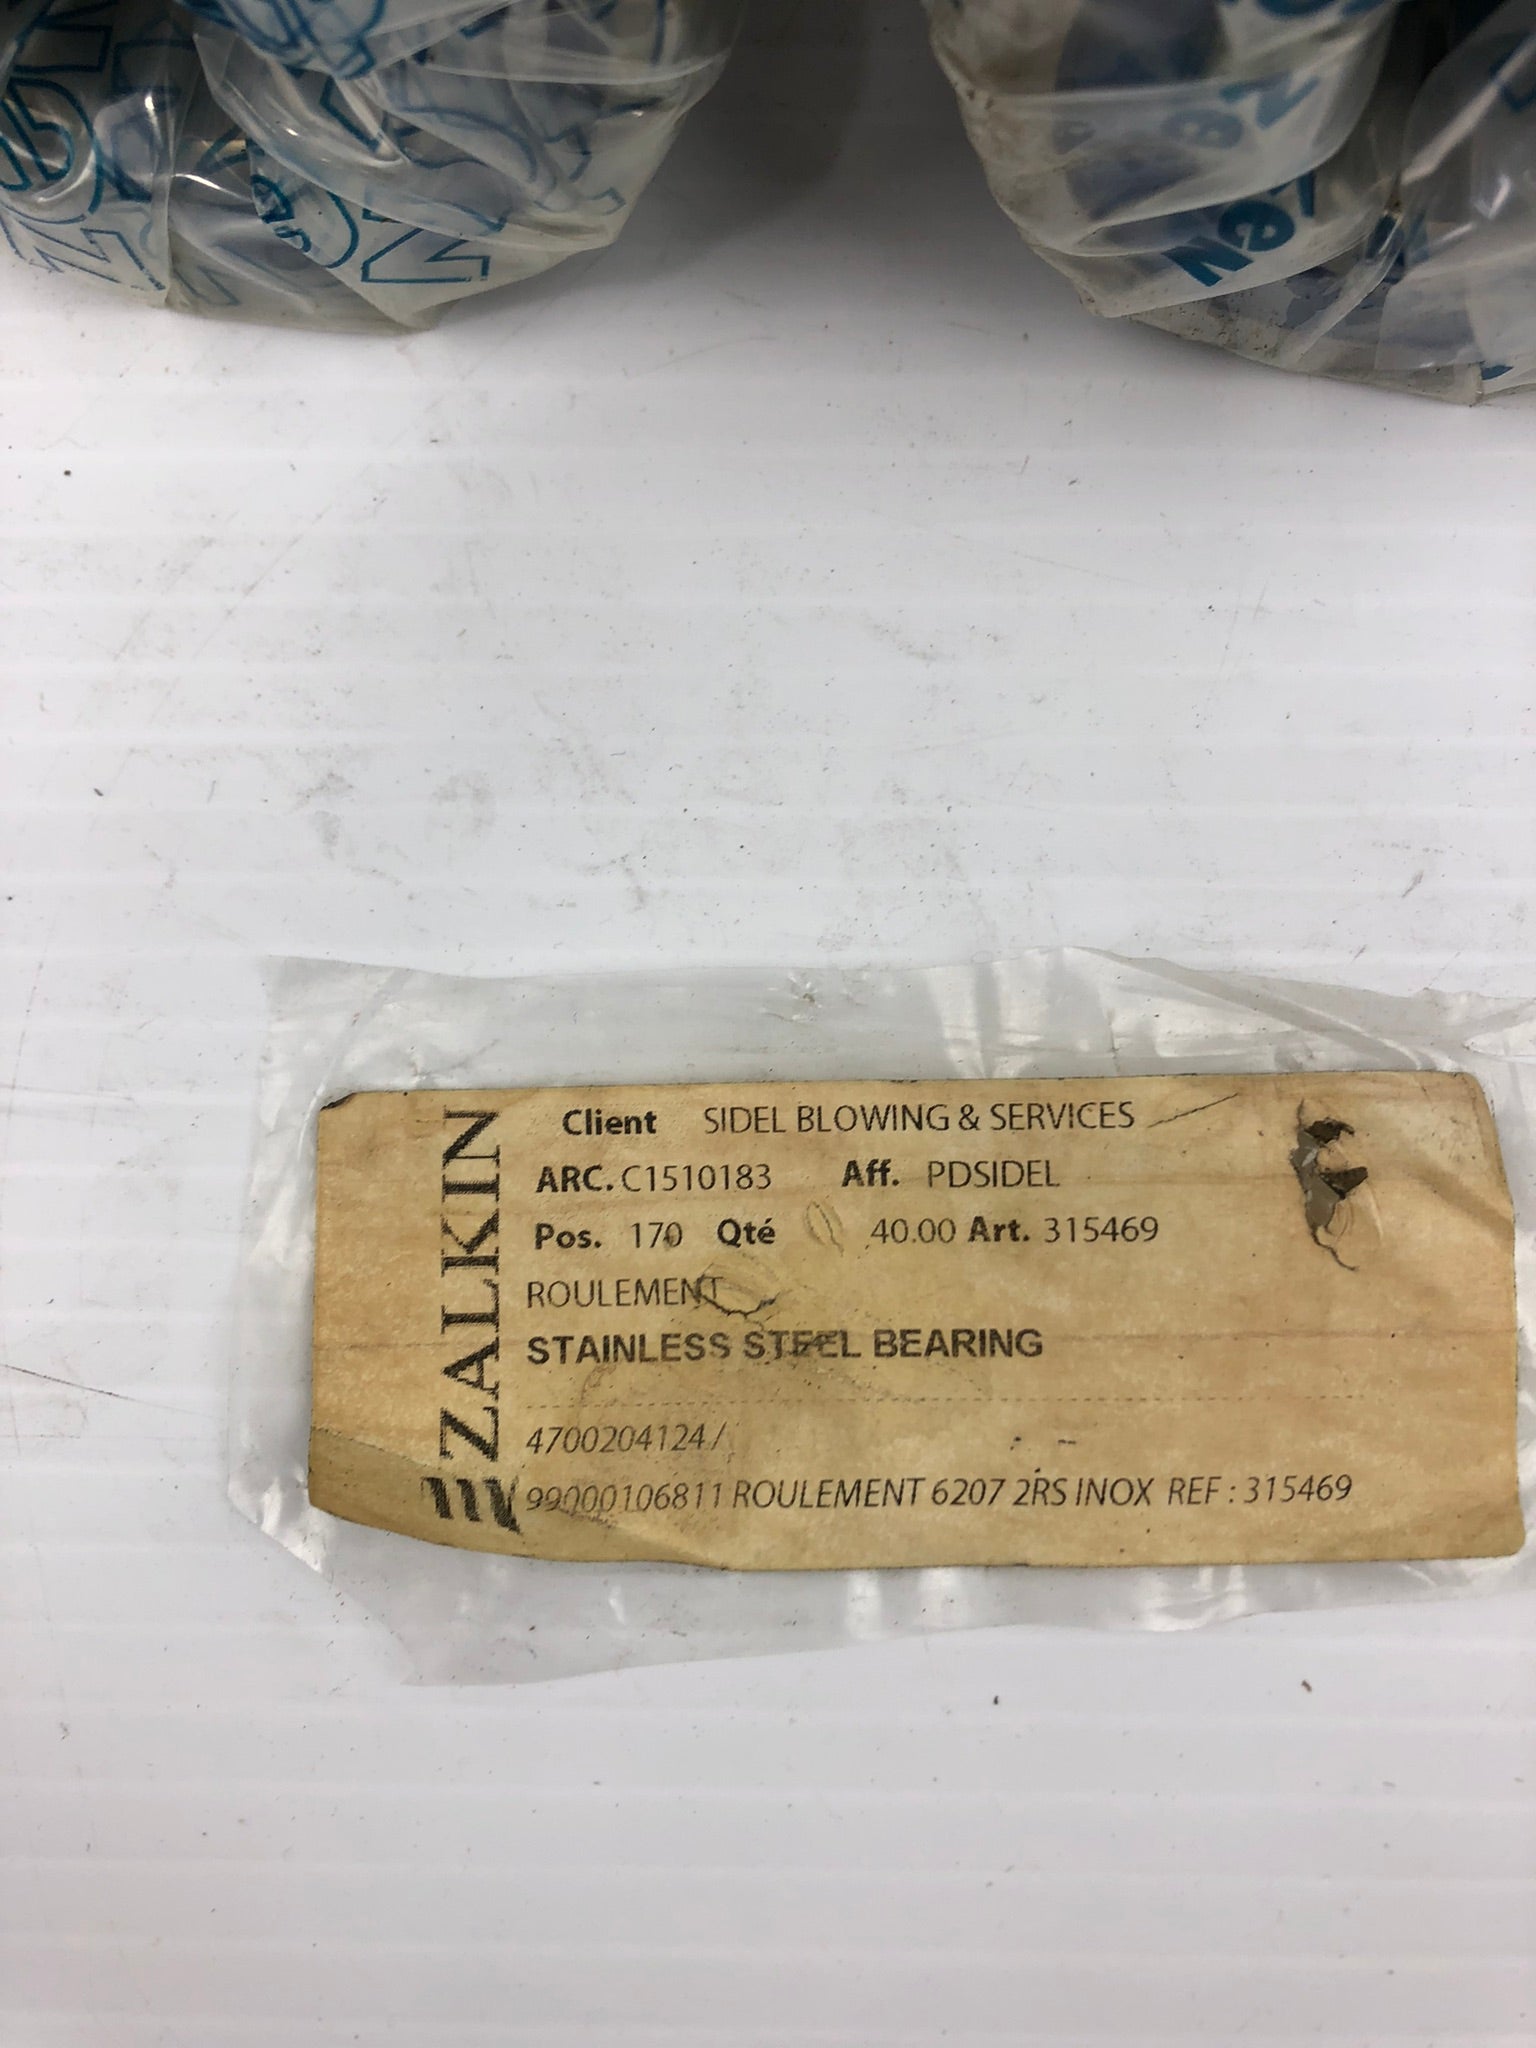 ZALKIN
Client SIDEL BLOWING & SERVICES
ARC. C1510183 Aff. PDSIDEL
Pos. 170 Qté 40.00 Art. 315469
ROULEMENT
STAINLESS STEEL BEARING
4700204124 /
99000106811 ROULEMENT 6207 2RS INOX REF : 315469